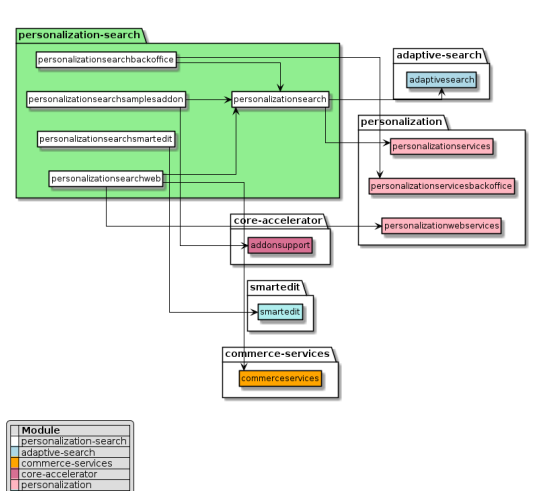 personalization-search
personalizationsearchbackoffice
adaptive-search
adaptivesearch
personalizationsearchsamplesaddon
personalizationsearch
personalization
personalizationsearchsmartedit
personalizationservices
personalizationsearchweb
personalizationservicesbackoffice
core-accelerator
personalizationwebservices
addonsupport
smartedit
smartedit
commerce-services
commerceservices
Module
personalization-search
adaptive-search
commerce-services
core-accelerator
personalization